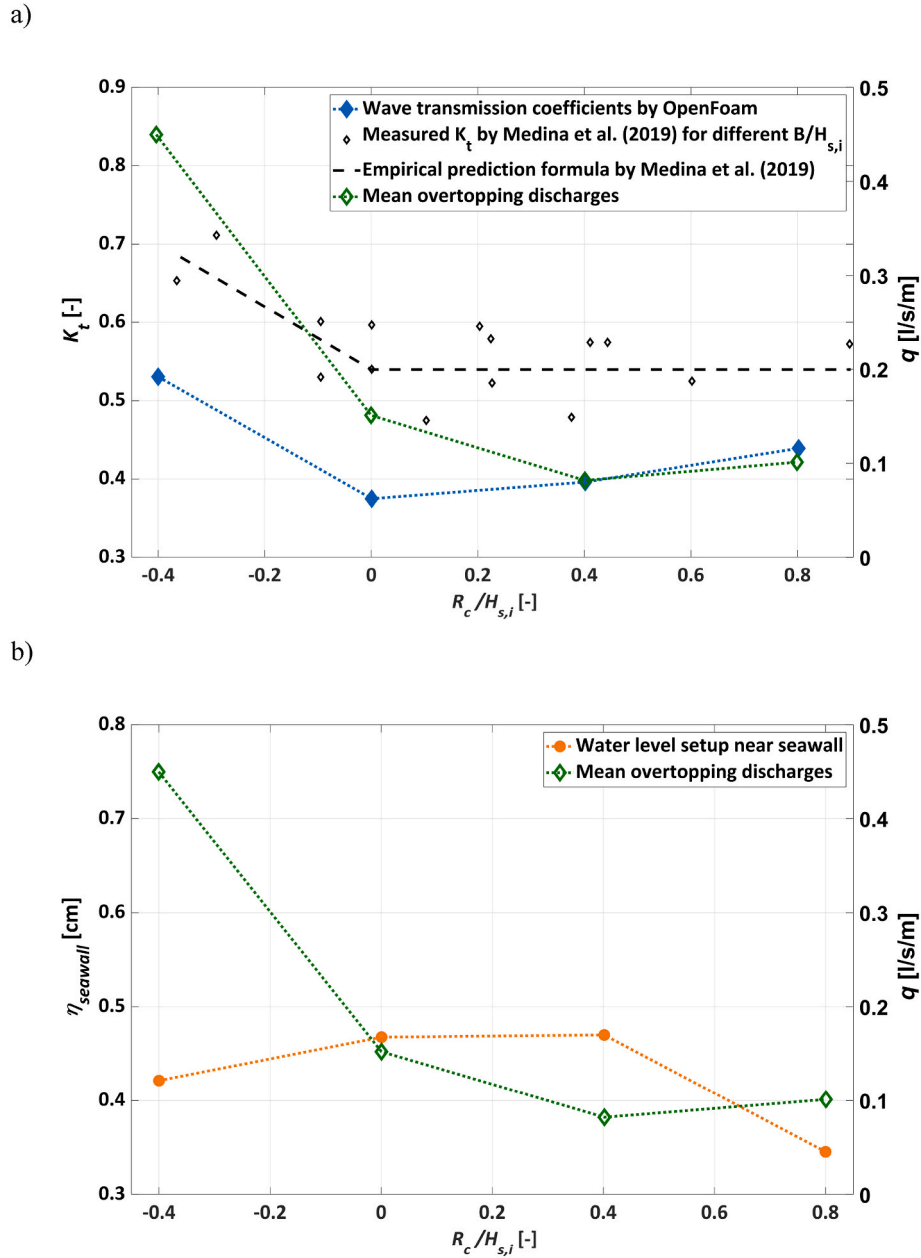 a)
0.9
0.8
0.7
0.6
0.5
0.4
0.3
K_t [-]
Wave transmission coefficients by OpenFoam
Measured K_t by Medina et al. (2019) for different B/H_s,i
Empirical prediction formula by Medina et al. (2019)
Mean overtopping discharges
0.5
0.4
0.3
0.2
0.1
0
q [l/s/m]
-0.4 -0.2 0 0.2 0.4 0.6 0.8
R_c/H_s,i [-]
b)
0.8
0.7
0.6
0.5
0.4
0.3
η_seawall [cm]
Water level setup near seawall
Mean overtopping discharges
0.5
0.4
0.3
0.2
0.1
0
q [l/s/m]
-0.4 -0.2 0 0.4 0.6 0.8
R_c/H_s,i [-]